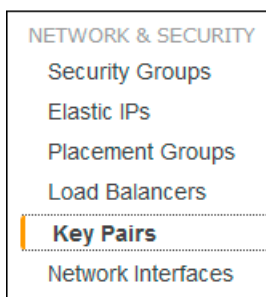 NETWORK & SECURITY
Security Groups
Elastic IPs
Placement Groups
Load Balancers
Key Pairs
Network Interfaces